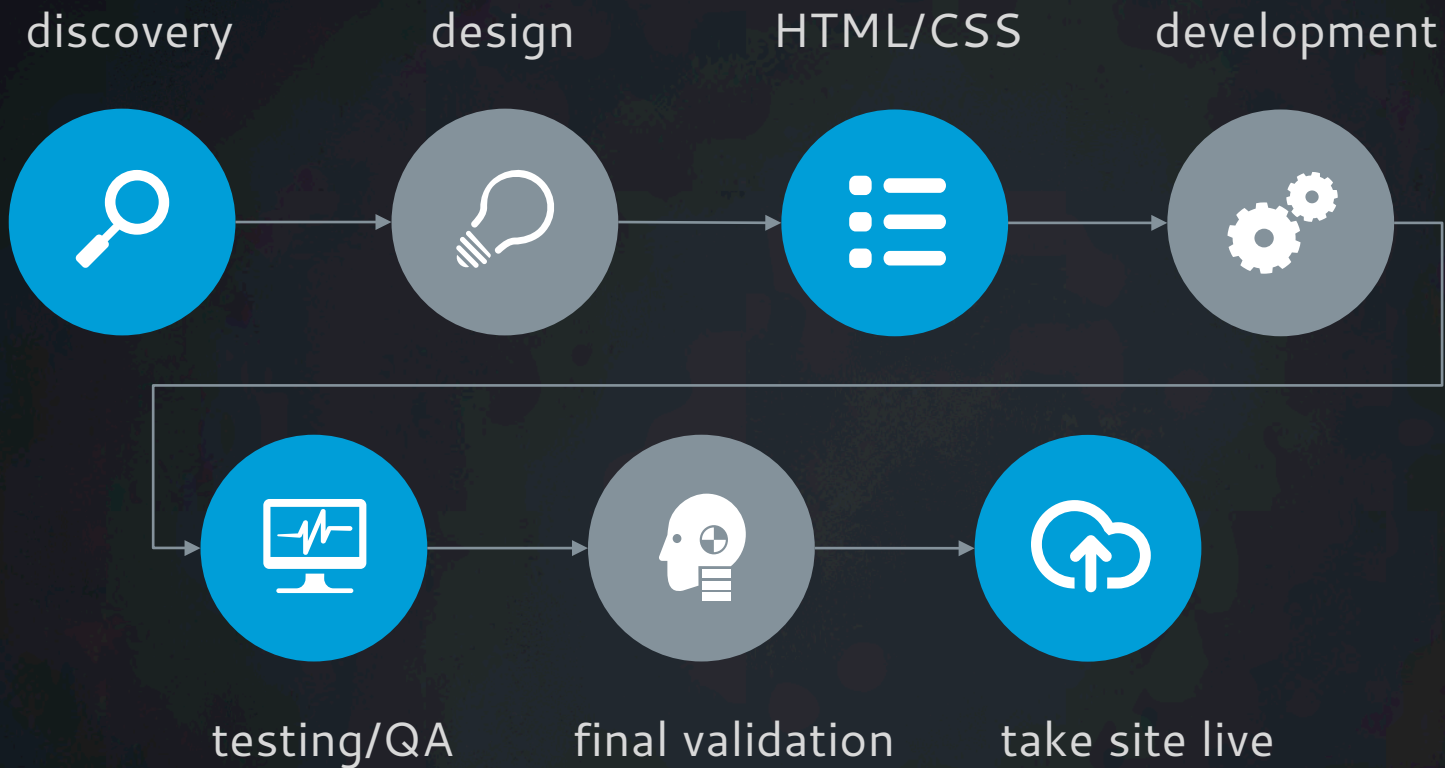 discovery
design
HTML/CSS
development
testing/QA
final validation
take site live